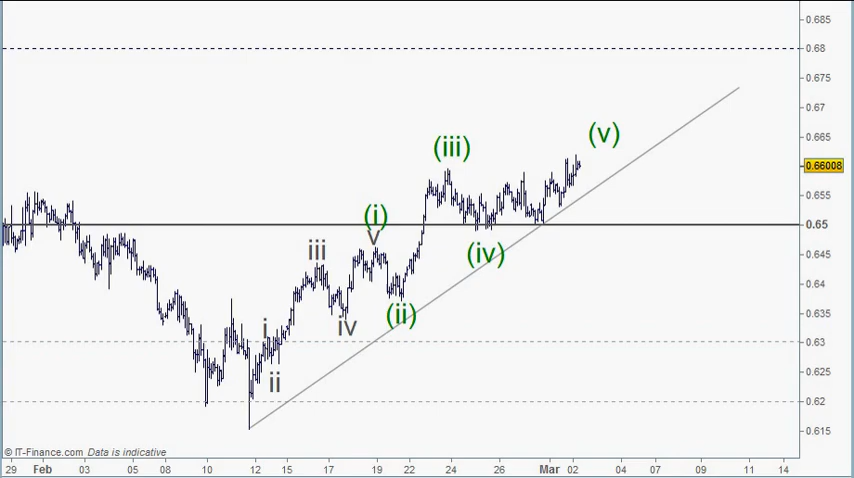 0.685
0.68
0.675
0.67
(v)
0.665
(iii)
0.66008
0.655
(i)
0.65
iii
v
0.645
(iv)
0.64
iv
(ii)
0.635
i
0.63
ii
0.625
0.62
0.615
© IT-Finance.com Data is indicative
29 Feb 03 05 08 10 12 15 17 19 22 24 26 Mar 02 04 07 09 11 14